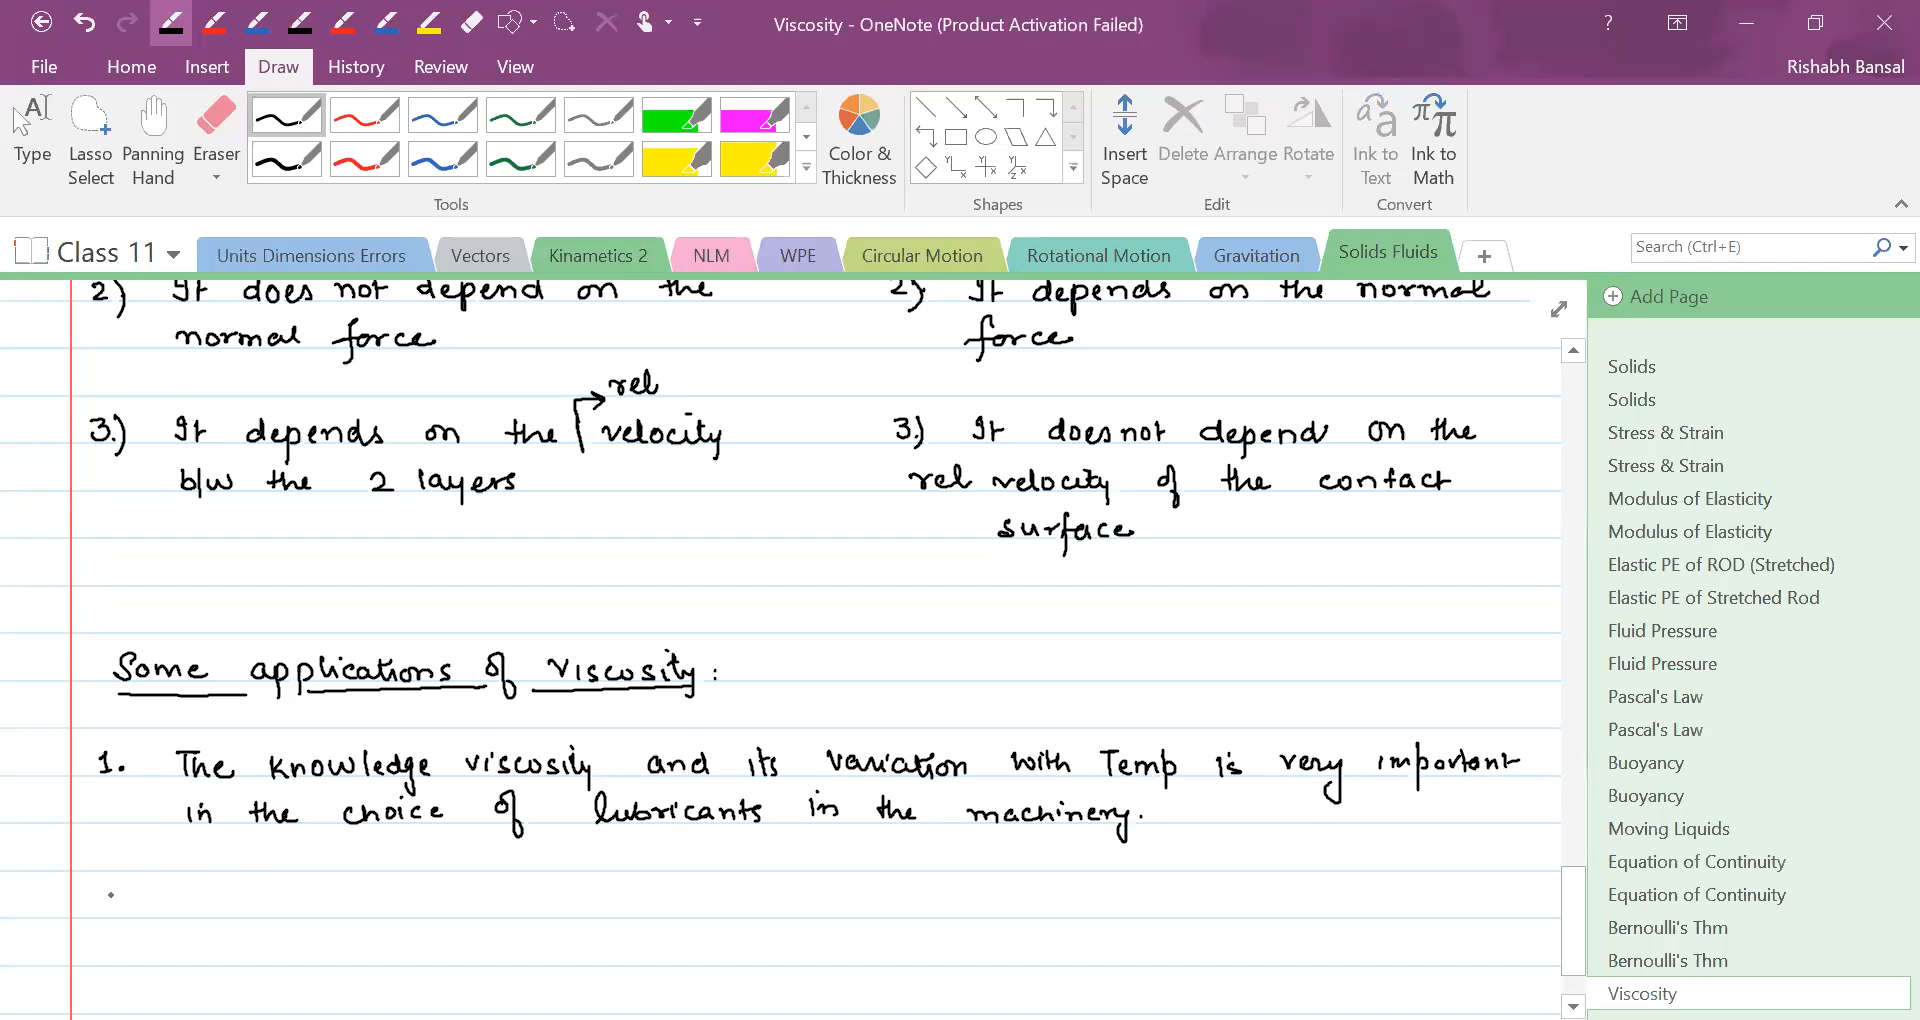 Viscosity - OneNote (Product Activation Failed)
?
File Home Insert Draw History Review View
Rishabh Bansal
Type
Lasso Select
Panning Hand
Eraser
Color & Thickness
Insert Space
Delete
Arrange
Rotate
Ink to Text
Ink to Math
Tools
Shapes
Edit
Convert
Class 11
Units Dimensions Errors
Vectors
Kinametics 2
NLM
WPE
Circular Motion
Rotational Motion
Gravitation
Solids Fluids
Search (Ctrl+E)
2) It does not depend on the
normal force
2) It depends on the normal
force
rel
3.) It depends on the velocity
b/w the 2 layers
3.) It does not depend on the
rel velocity of the contact
surface
Some applications of viscosity :
1. The knowledge viscosity and its variation with Temp is very important
in the choice of lubricants in the machinery.
Add Page
Solids
Solids
Stress & Strain
Stress & Strain
Modulus of Elasticity
Modulus of Elasticity
Elastic PE of ROD (Stretched)
Elastic PE of Stretched Rod
Fluid Pressure
Fluid Pressure
Pascal's Law
Pascal's Law
Buoyancy
Buoyancy
Moving Liquids
Equation of Continuity
Equation of Continuity
Bernoulli's Thm
Bernoulli's Thm
Viscosity